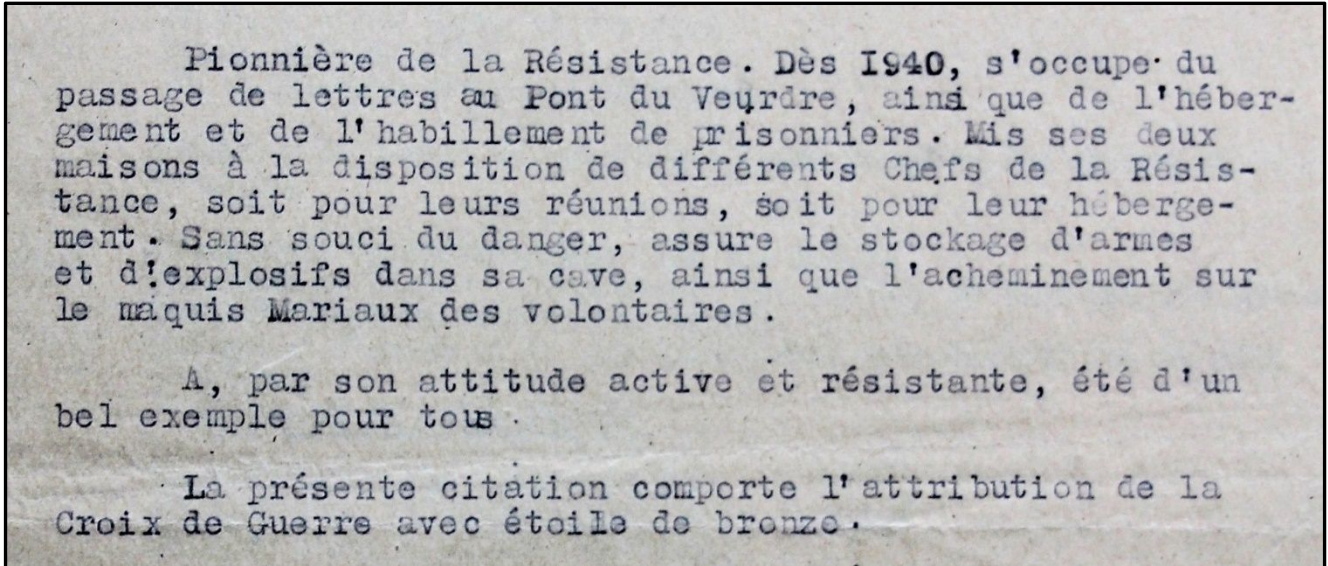 Pionnière de la Résistance. Dès I940, s'occupe du
passage de lettres au Pont du Veurdre, ainsi que de l'héber-
gement et de l'habillement de prisonniers. Mis ses deux
maisons à la disposition de différents Chefs de la Résis-
tance, soit pour leurs réunions, soit pour leur héberge-
ment. Sans souci du danger, assure le stockage d'armes
et d'explosifs dans sa cave, ainsi que l'acheminement sur
le maquis Mariaux des volontaires.
A, par son attitude active et résistante, été d'un
bel exemple pour tous.
La présente citation comporte l'attribution de la
Croix de Guerre avec étoile de bronze.